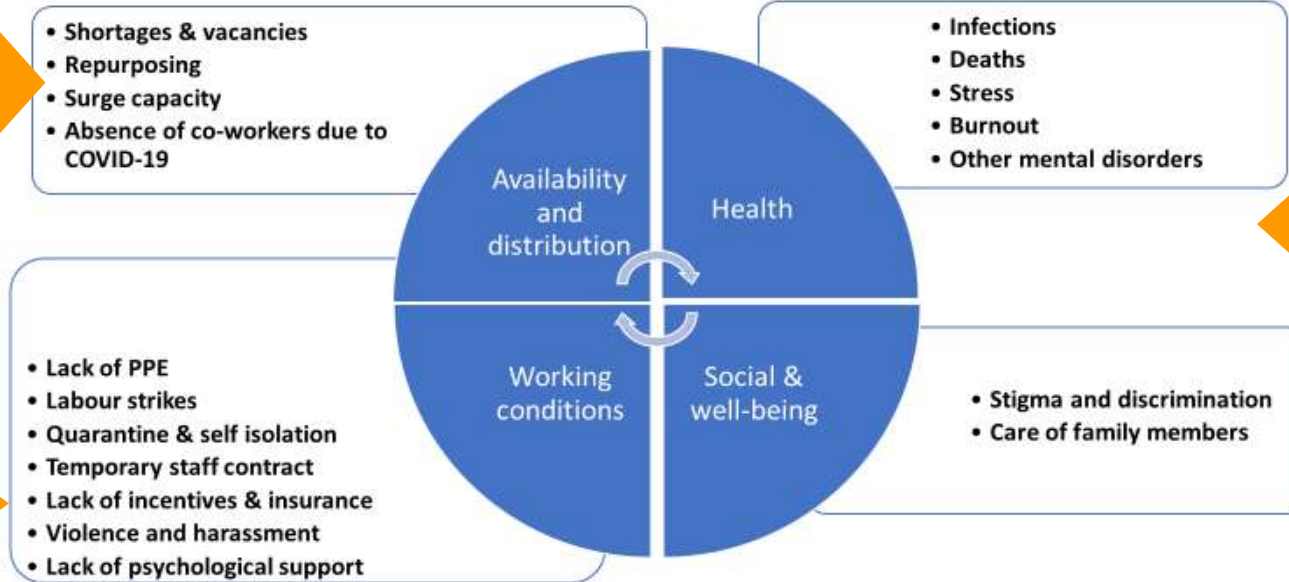 • Shortages & vacancies
• Repurposing
• Surge capacity
• Absence of co-workers due to
COVID-19
• Infections
• Deaths
• Stress
• Burnout
• Other mental disorders
Availability
and
distribution
Health
Working
conditions
Social &
well-being
• Lack of PPE
• Labour strikes
• Quarantine & self isolation
• Temporary staff contract
• Lack of incentives & insurance
• Violence and harassment
• Lack of psychological support
• Stigma and discrimination
• Care of family members